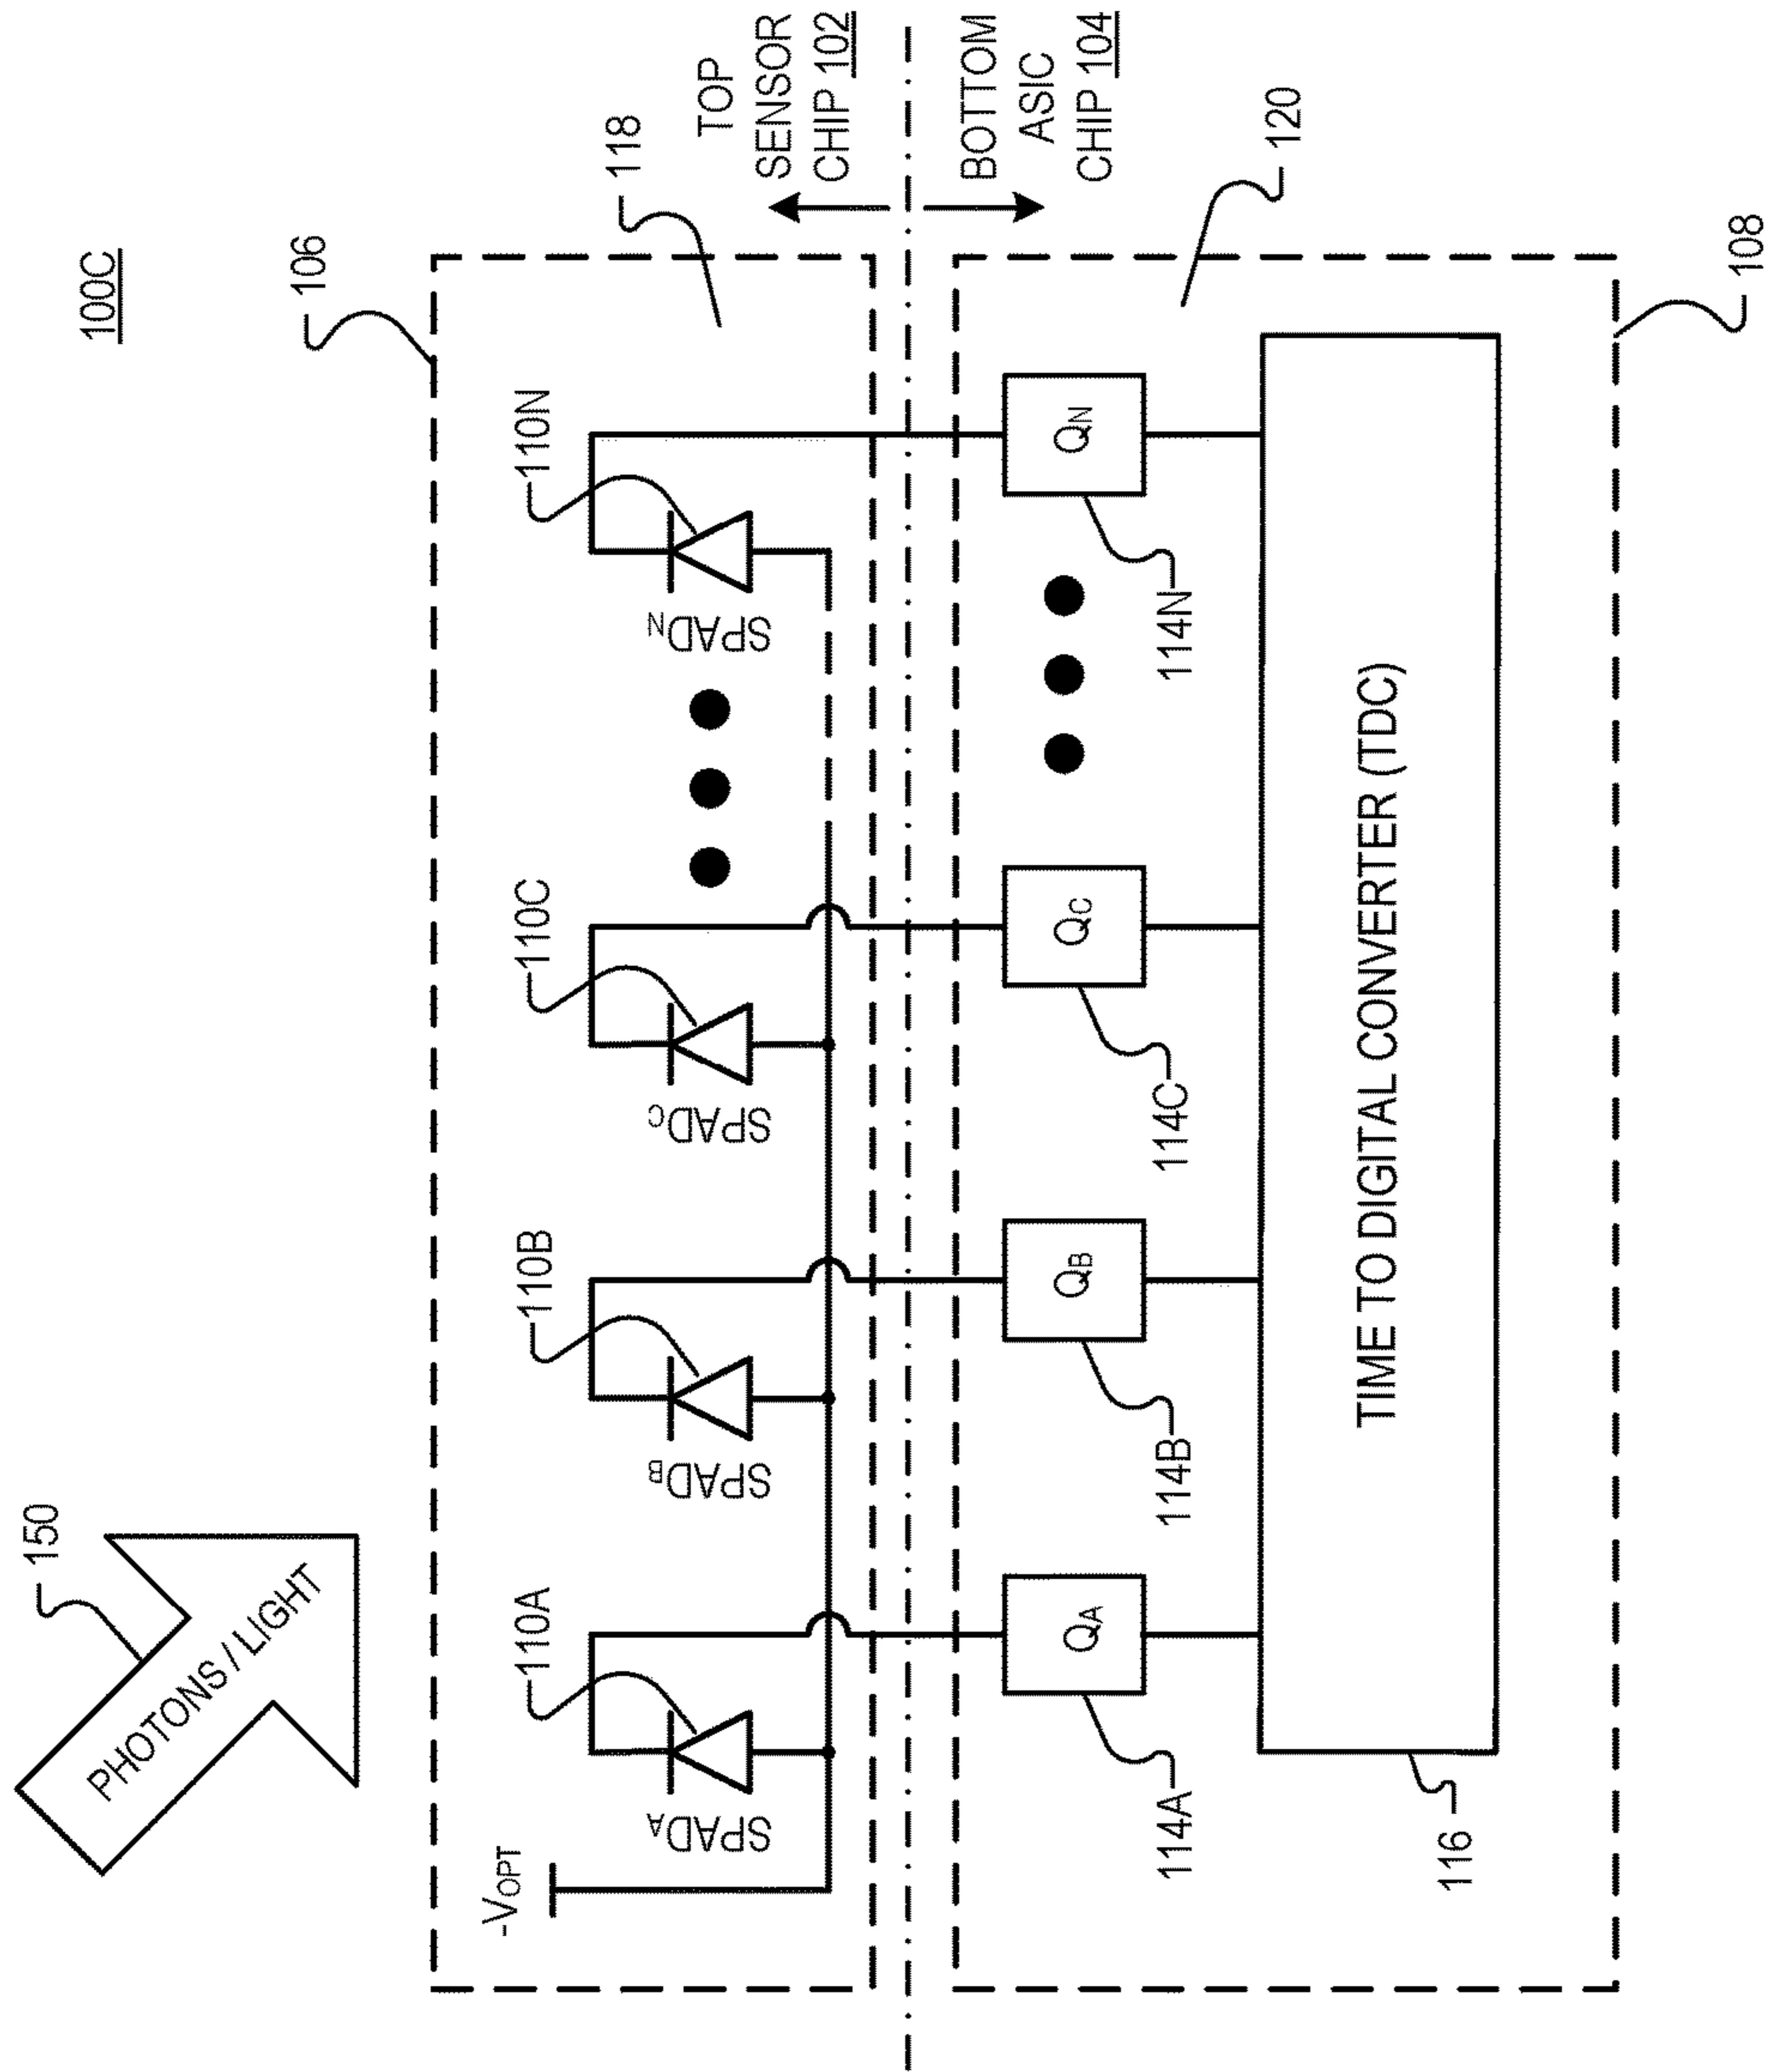 100C
150
PHOTONS / LIGHT
106
118
TOP
SENSOR
CHIP 102
BOTTOM
ASIC
CHIP 104
120
108
-VOPT
110A
110B
110C
110N
SPADA
SPADB
SPADC
SPADN
QA
QB
QC
QN
114A
114B
114C
114N
TIME TO DIGITAL CONVERTER (TDC)
116